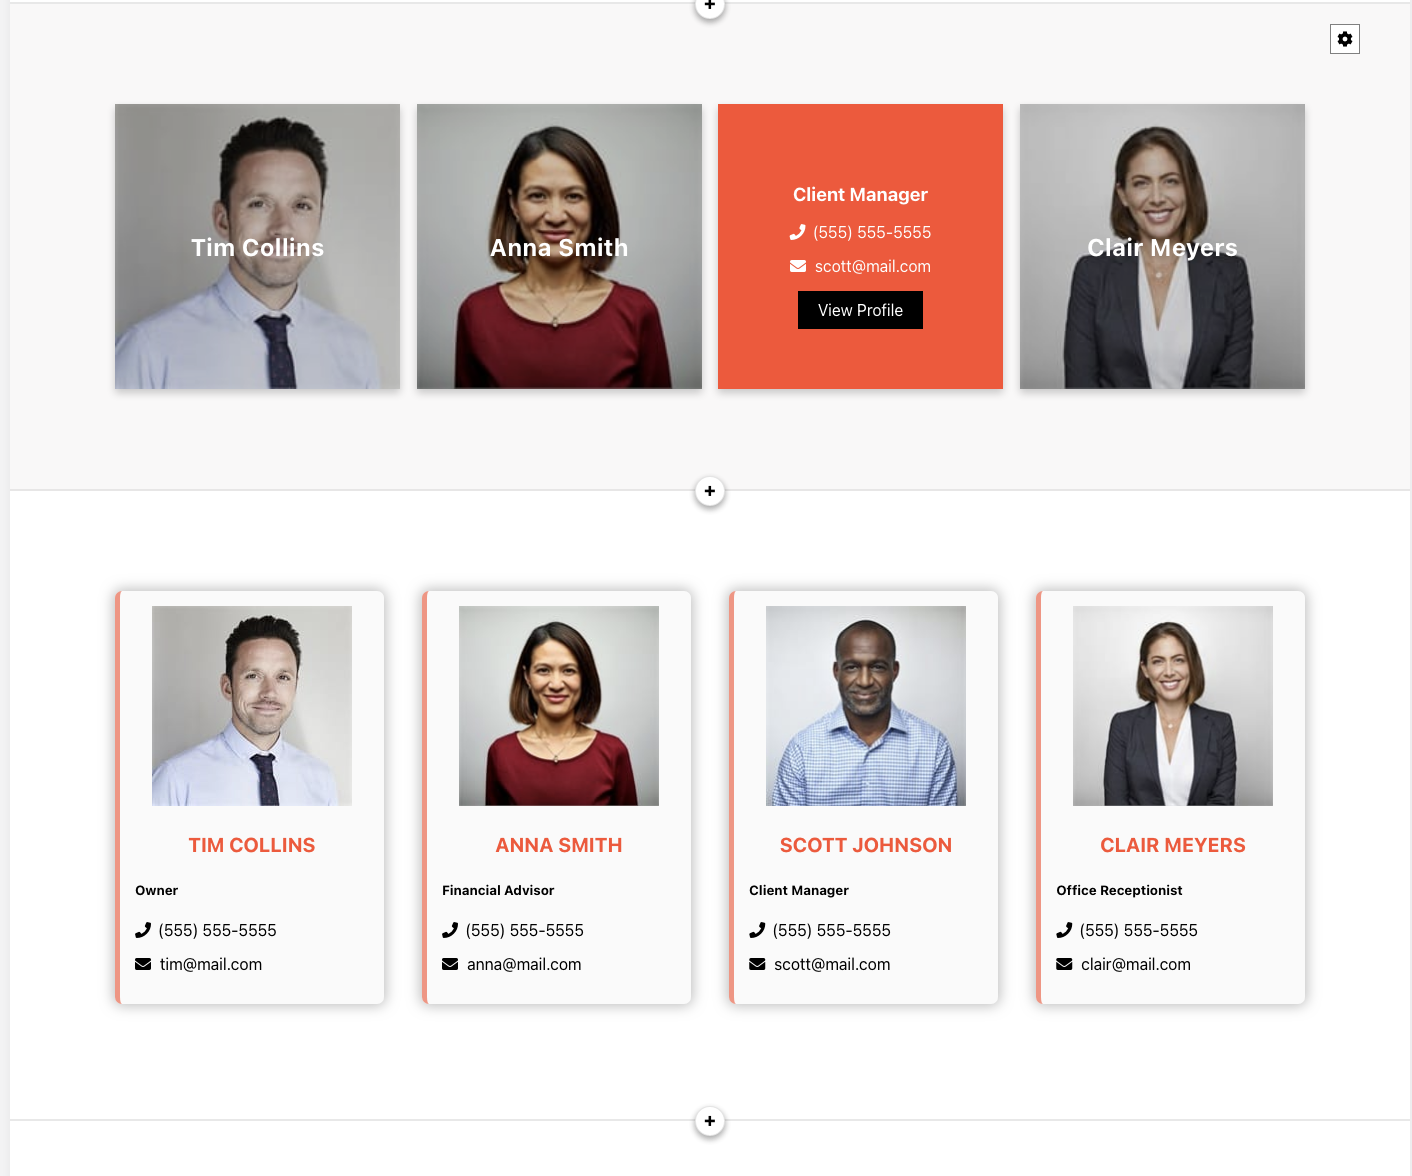 Tim Collins
Anna Smith
Client Manager
(555) 555-5555
scott@mail.com
View Profile
Clair Meyers
TIM COLLINS
Owner
(555) 555-5555
tim@mail.com
ANNA SMITH
Financial Advisor
(555) 555-5555
anna@mail.com
SCOTT JOHNSON
Client Manager
(555) 555-5555
scott@mail.com
CLAIR MEYERS
Office Receptionist
(555) 555-5555
clair@mail.com